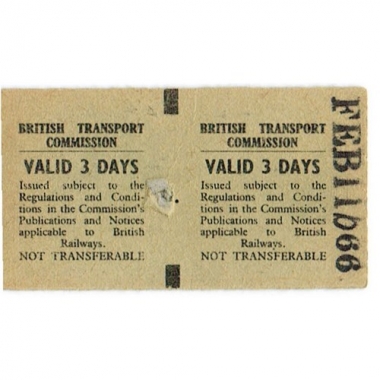 BRITISH TRANSPORT
COMMISSION
VALID 3 DAYS
Issued subject to the
Regulations and Condi-
tions in the Commission's
Publications and Notices
applicable to British
Railways.
NOT TRANSFERABLE
BRITISH TRANSPORT
COMMISSION
VALID 3 DAYS
Issued subject to the
Regulations and Condi-
tions in the Commission's
Publications and Notices
applicable to British
Railways.
NOT TRANSFERABLE
FEB
66